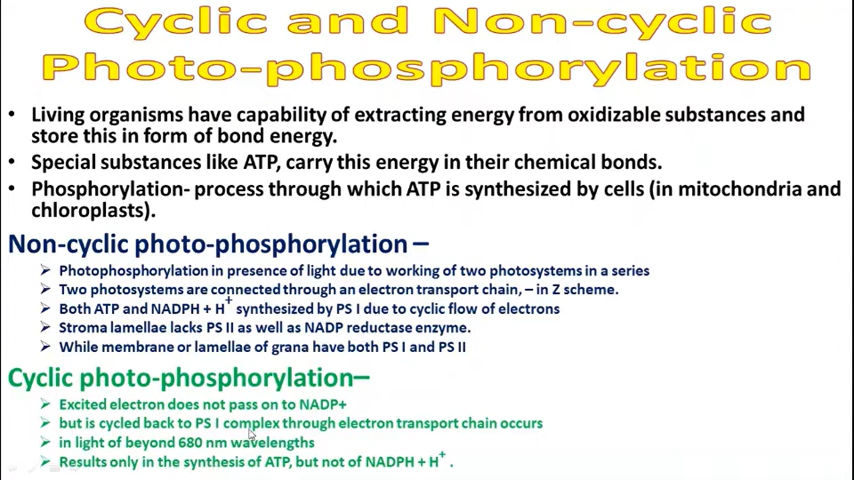 Cyclic and Non-cyclic
Photo-phosphorylation
• Living organisms have capability of extracting energy from oxidizable substances and
store this in form of bond energy.
• Special substances like ATP, carry this energy in their chemical bonds.
• Phosphorylation- process through which ATP is synthesized by cells (in mitochondria and
chloroplasts).
Non-cyclic photo-phosphorylation –
➢ Photophosphorylation in presence of light due to working of two photosystems in a series
➢ Two photosystems are connected through an electron transport chain, – in Z scheme.
➢ Both ATP and NADPH + H⁺ synthesized by PS I due to cyclic flow of electrons
➢ Stroma lamellae lacks PS II as well as NADP reductase enzyme.
➢ While membrane or lamellae of grana have both PS I and PS II
Cyclic photo-phosphorylation–
➢ Excited electron does not pass on to NADP+
➢ but is cycled back to PS I complex through electron transport chain occurs
➢ in light of beyond 680 nm wavelengths
➢ Results only in the synthesis of ATP, but not of NADPH + H⁺ .